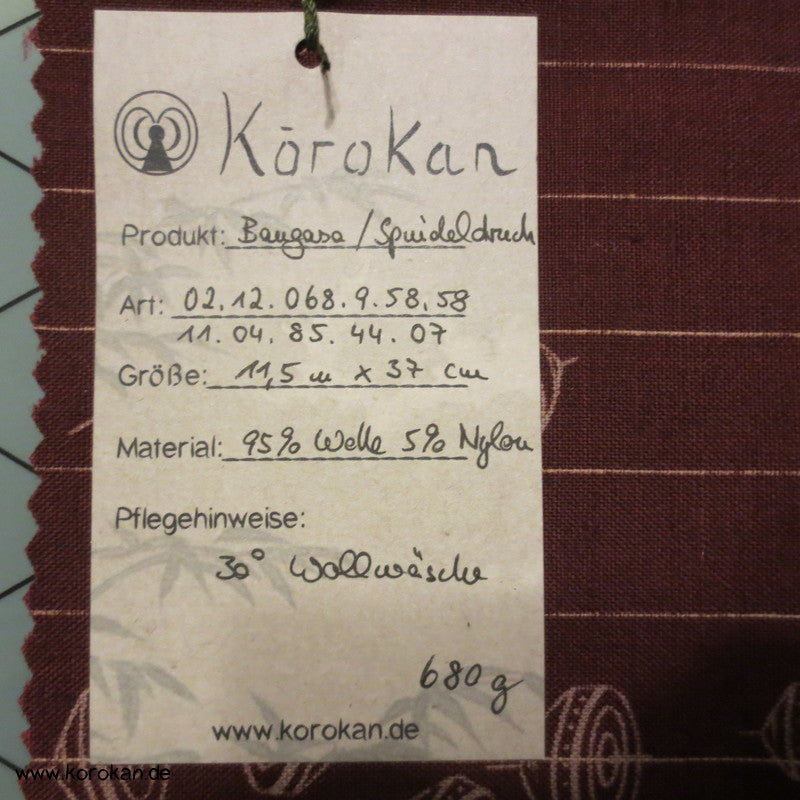 Kōrokan
Produkt: Bangasa / Spindeldruck
Art: 02.12.068.9.58.58
11.04.85.44.07
Größe: 11,5 m x 37 cm
Material: 95% Wolle 5% Nylon
Pflegehinweise:
30° Wollwäsche
680 g
www.korokan.de
www.korokan.de